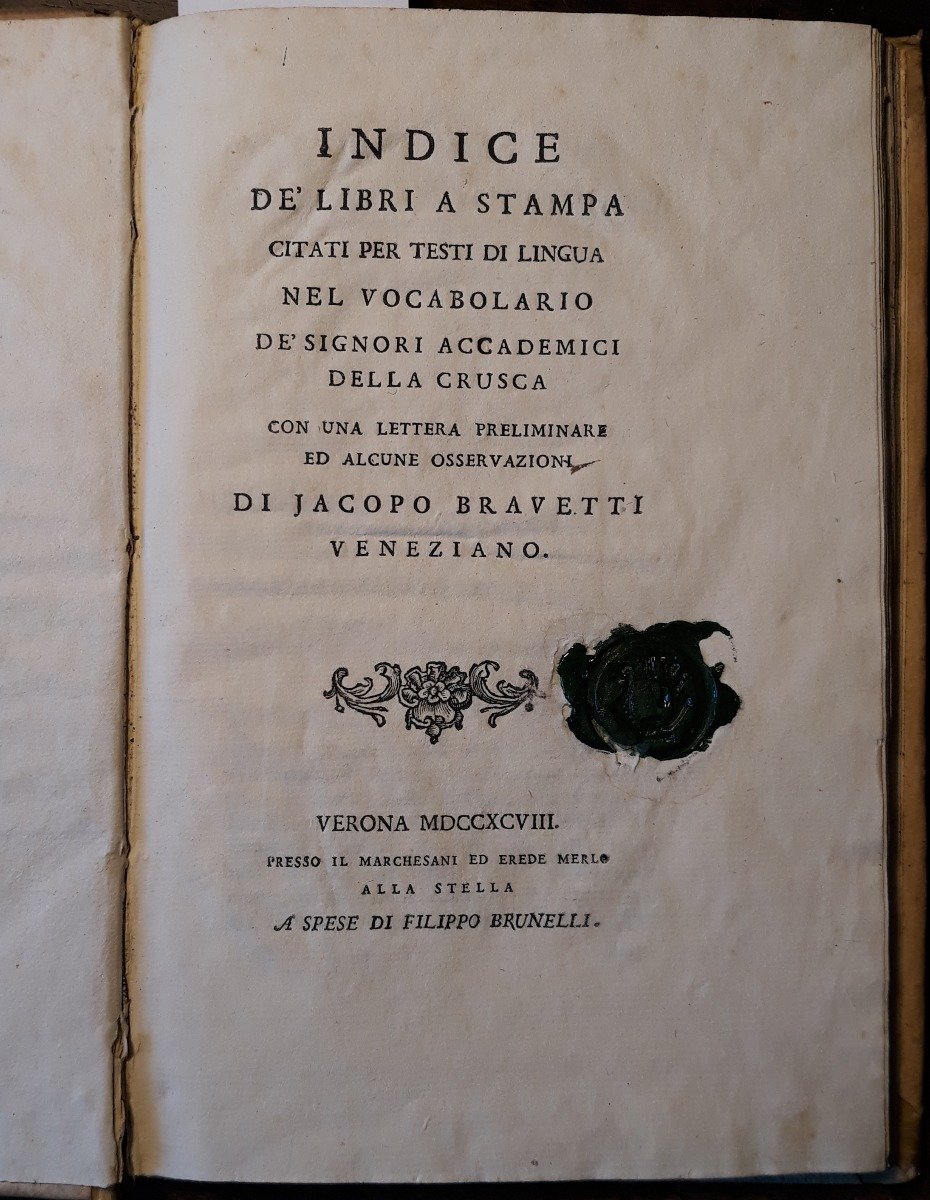 INDICE
DE' LIBRI A STAMPA
CITATI PER TESTI DI LINGUA
NEL VOCABOLARIO
DE' SIGNORI ACCADEMICI
DELLA CRUSCA
CON UNA LETTERA PRELIMINARE
ED ALCUNE OSSERVAZIONI
DI JACOPO BRAVETTI
VENEZIANO.
VERONA MDCCXCVIII.
PRESSO IL MARCHESANI ED EREDE MERLO
ALLA STELLA
A SPESE DI FILIPPO BRUNELLI.